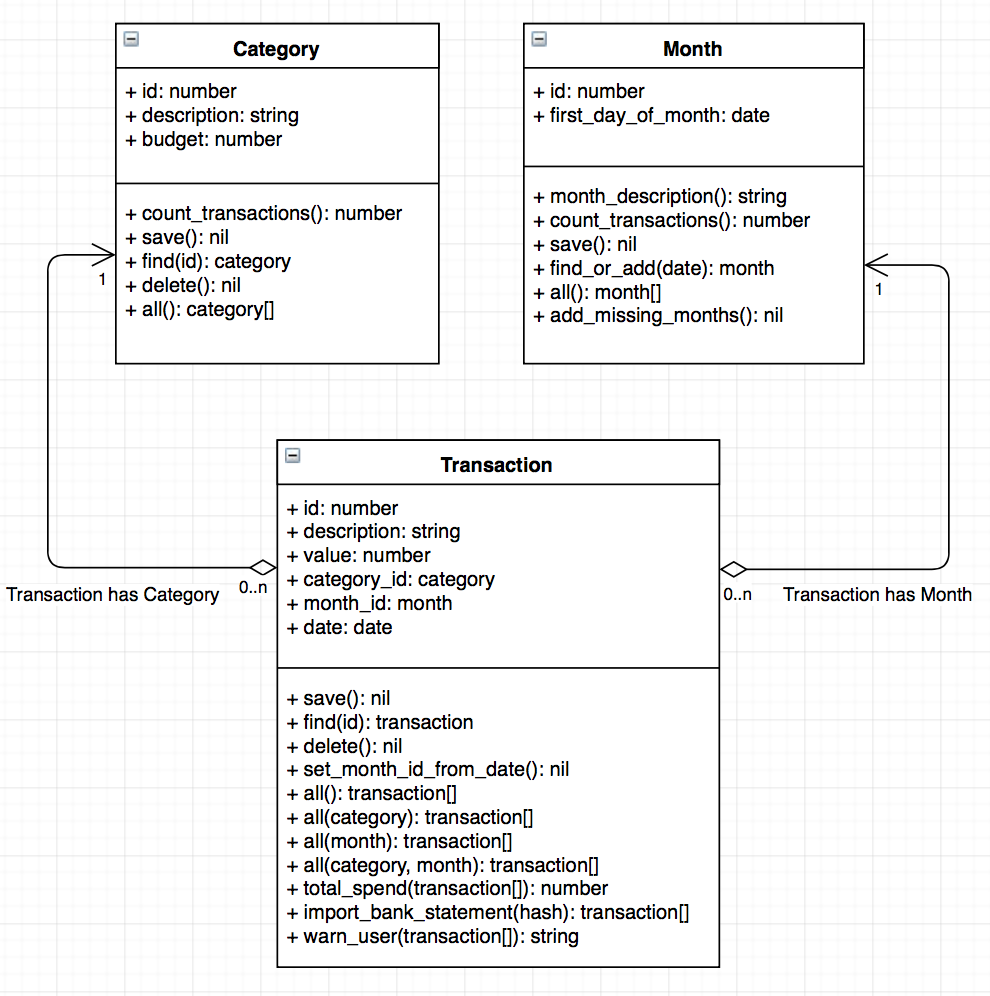 Category
+ id: number
+ description: string
+ budget: number
+ count_transactions(): number
+ save(): nil
+ find(id): category
+ delete(): nil
+ all(): category[]
1
Month
+ id: number
+ first_day_of_month: date
+ month_description(): string
+ count_transactions(): number
+ save(): nil
+ find_or_add(date): month
+ all(): month[]
+ add_missing_months(): nil
1
Transaction
+ id: number
+ description: string
+ value: number
+ category_id: category
+ month_id: month
+ date: date
+ save(): nil
+ find(id): transaction
+ delete(): nil
+ set_month_id_from_date(): nil
+ all(): transaction[]
+ all(category): transaction[]
+ all(month): transaction[]
+ all(category, month): transaction[]
+ total_spend(transaction[]): number
+ import_bank_statement(hash): transaction[]
+ warn_user(transaction[]): string
Transaction has Category
0..n
0..n
Transaction has Month